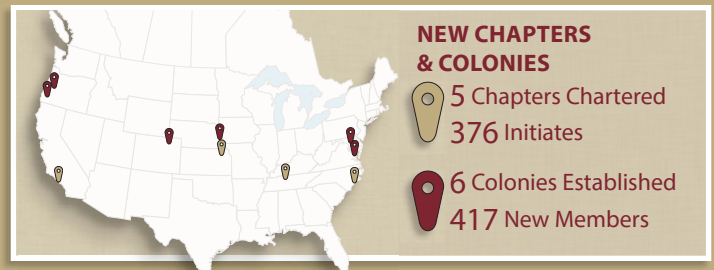 NEW CHAPTERS
& COLONIES
5 Chapters Chartered
376 Initiates
6 Colonies Established
417 New Members